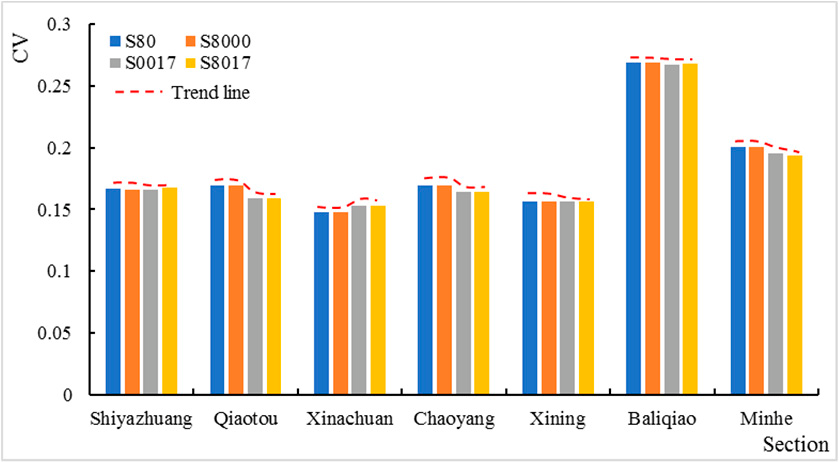 CV
0.3
0.25
0.2
0.15
0.1
0.05
0
S80 S8000
S0017 S8017
Trend line
Shiyazhuang Qiaotou Xinachuan Chaoyang Xining Baliqiao Minhe
Section